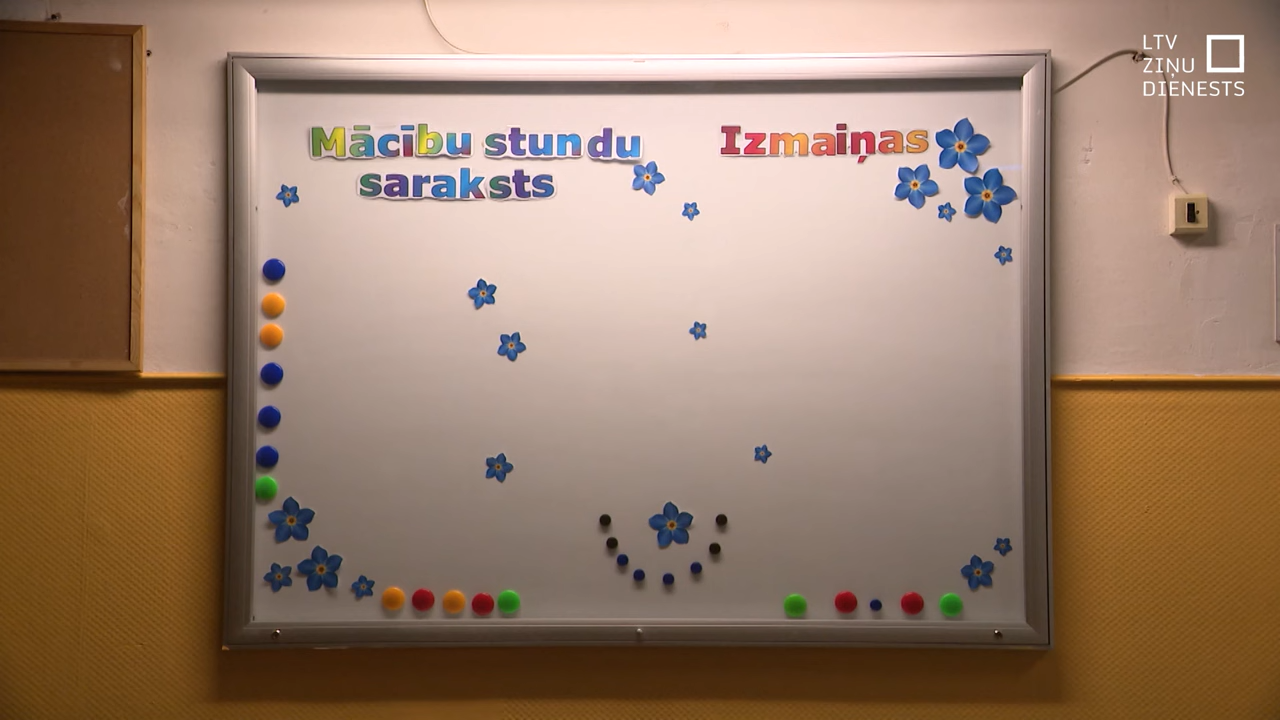 Mācību stundu
saraksts
Izmaiņas
LTV
ZIŅU
DIENESTS